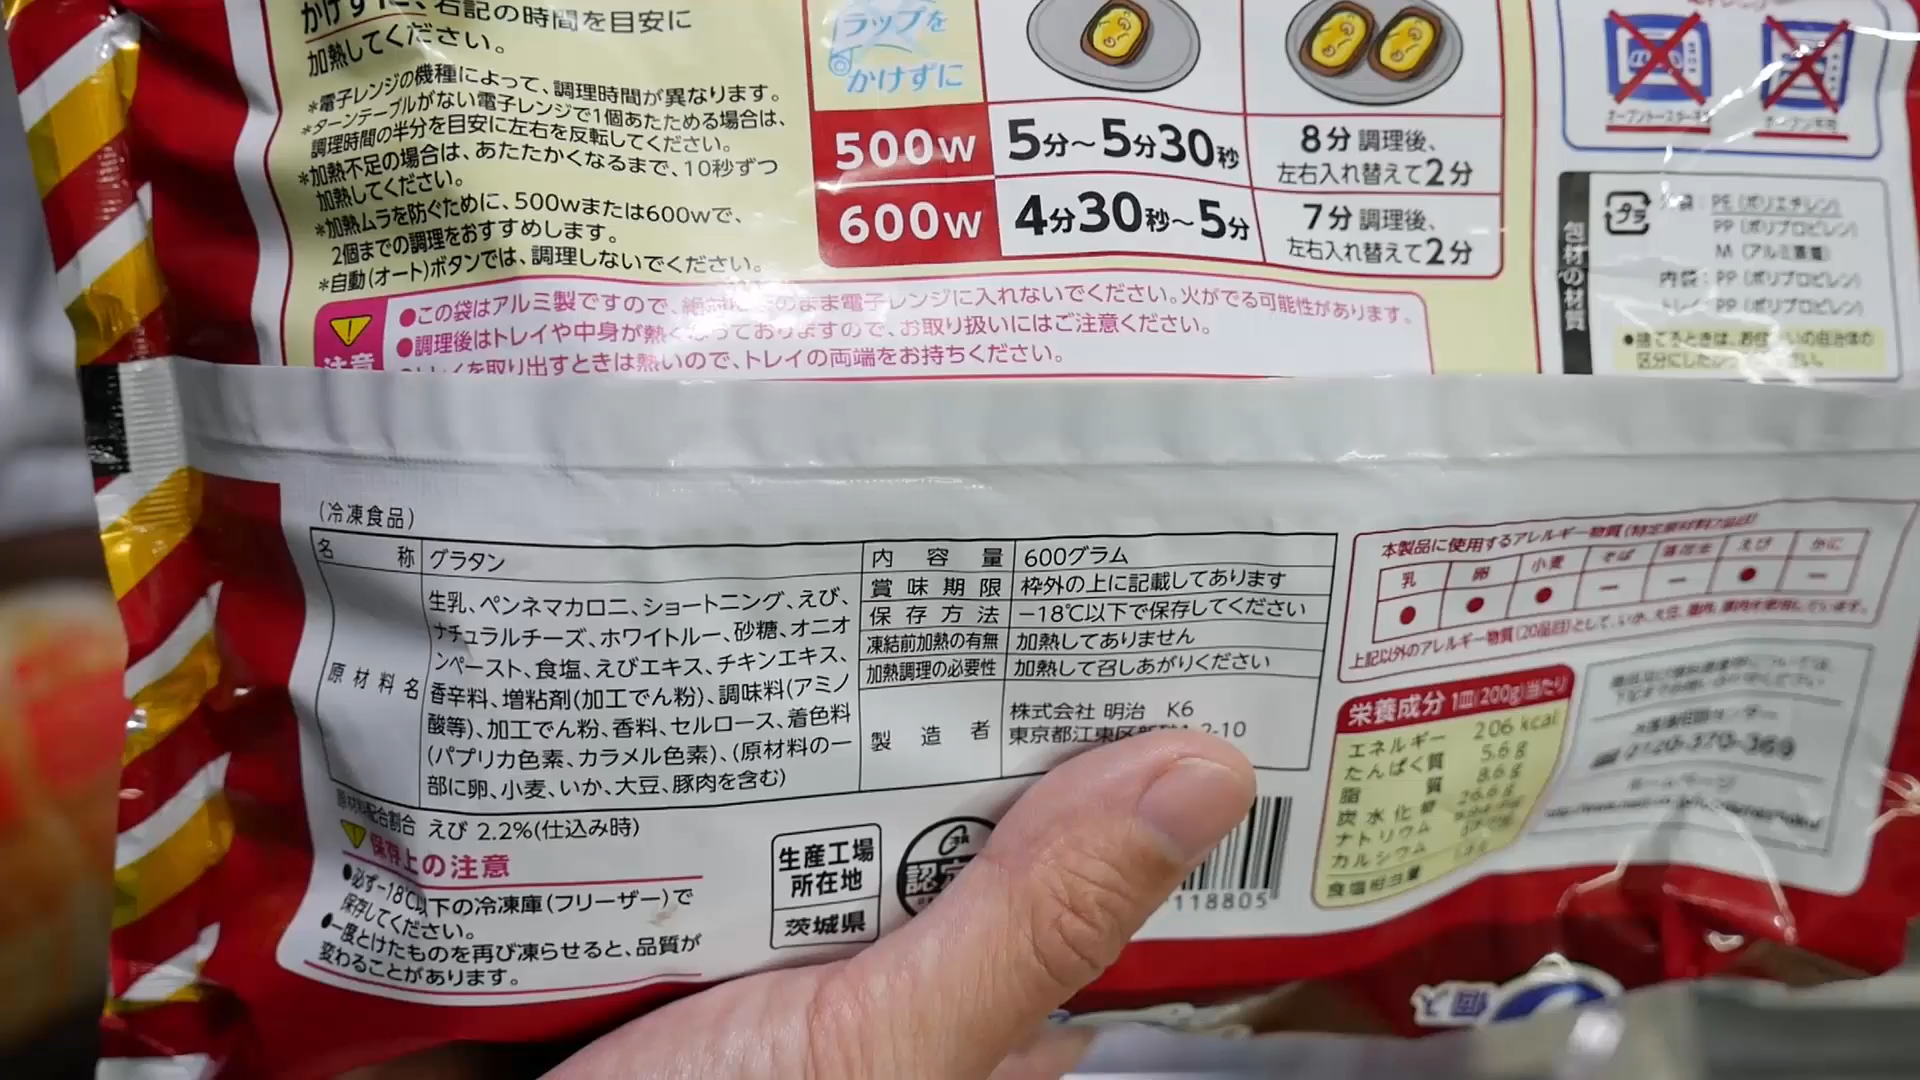 かけずに、右記の時間を目安に
加熱してください。
*電子レンジの機種によって、調理時間が異なります。
*ターンテーブルがない電子レンジで1個あたためる場合は、
調理時間の半分を目安に左右を反転してください。
*加熱不足の場合は、あたたかくなるまで、10秒ずつ
加熱してください。
*加熱ムラを防ぐために、500wまたは600wで、
2個までの調理をおすすめします。
*自動(オート)ボタンでは、調理しないでください。
ラップを
かけずに
500w 5分~5分30秒 8分 調理後、
左右入れ替えて2分
600w 4分30秒~5分 7分 調理後、
左右入れ替えて2分
注意
●この袋はアルミ製ですので、絶対にそのまま電子レンジに入れないでください。火がでる可能性があります。
●調理後はトレイや中身が熱くなっておりますので、お取り扱いにはご注意ください。
●トレイを取り出すときは熱いので、トレイの両端をお持ちください。
包材の材質
プラ
外袋:PE(ポリエチレン)
PP(ポリプロピレン)
M(アルミ蒸着)
内袋:PP(ポリプロピレン)
トレイ:PP(ポリプロピレン)
●捨てるときは、お住まいの自治体の
区分にしたがってください。
(冷凍食品)
名称 グラタン
原材料名
生乳、ペンネマカロニ、ショートニング、えび、
ナチュラルチーズ、ホワイトルー、砂糖、オニオ
ンペースト、食塩、えびエキス、チキンエキス、
香辛料、増粘剤(加工でん粉)、調味料(アミノ
酸等)、加工でん粉、香料、セルロース、着色料
(パプリカ色素、カラメル色素)、(原材料の一
部に卵、小麦、いか、大豆、豚肉を含む)
内容量 600グラム
賞味期限 枠外の上に記載してあります
保存方法 -18℃以下で保存してください
凍結前加熱の有無 加熱してありません
加熱調理の必要性 加熱して召しあがりください
製造者 株式会社 明治 K6
東京都江東区新砂1-2-10
原材料配合割合 えび 2.2%(仕込み時)
保存上の注意
●必ず-18℃以下の冷凍庫(フリーザー)で
保存してください。
●一度とけたものを再び凍らせると、品質が
変わることがあります。
生産工場
所在地
茨城県
認定
118805
本製品に使用するアレルギー物質(特定原材料7品目)
乳 卵 小麦 そば 落花生 えび かに
● ● ● - - ● -
上記以外のアレルギー物質(20品目)として、いか、大豆、
栄養成分 1皿(200g)当たり
エネルギー 206 kcal
たんぱく質 5.6 g
脂質 8.6 g
炭水化物 26.6 g
ナトリウム
カルシウム
食塩相当量
0120-370-369
ホームページ
個入